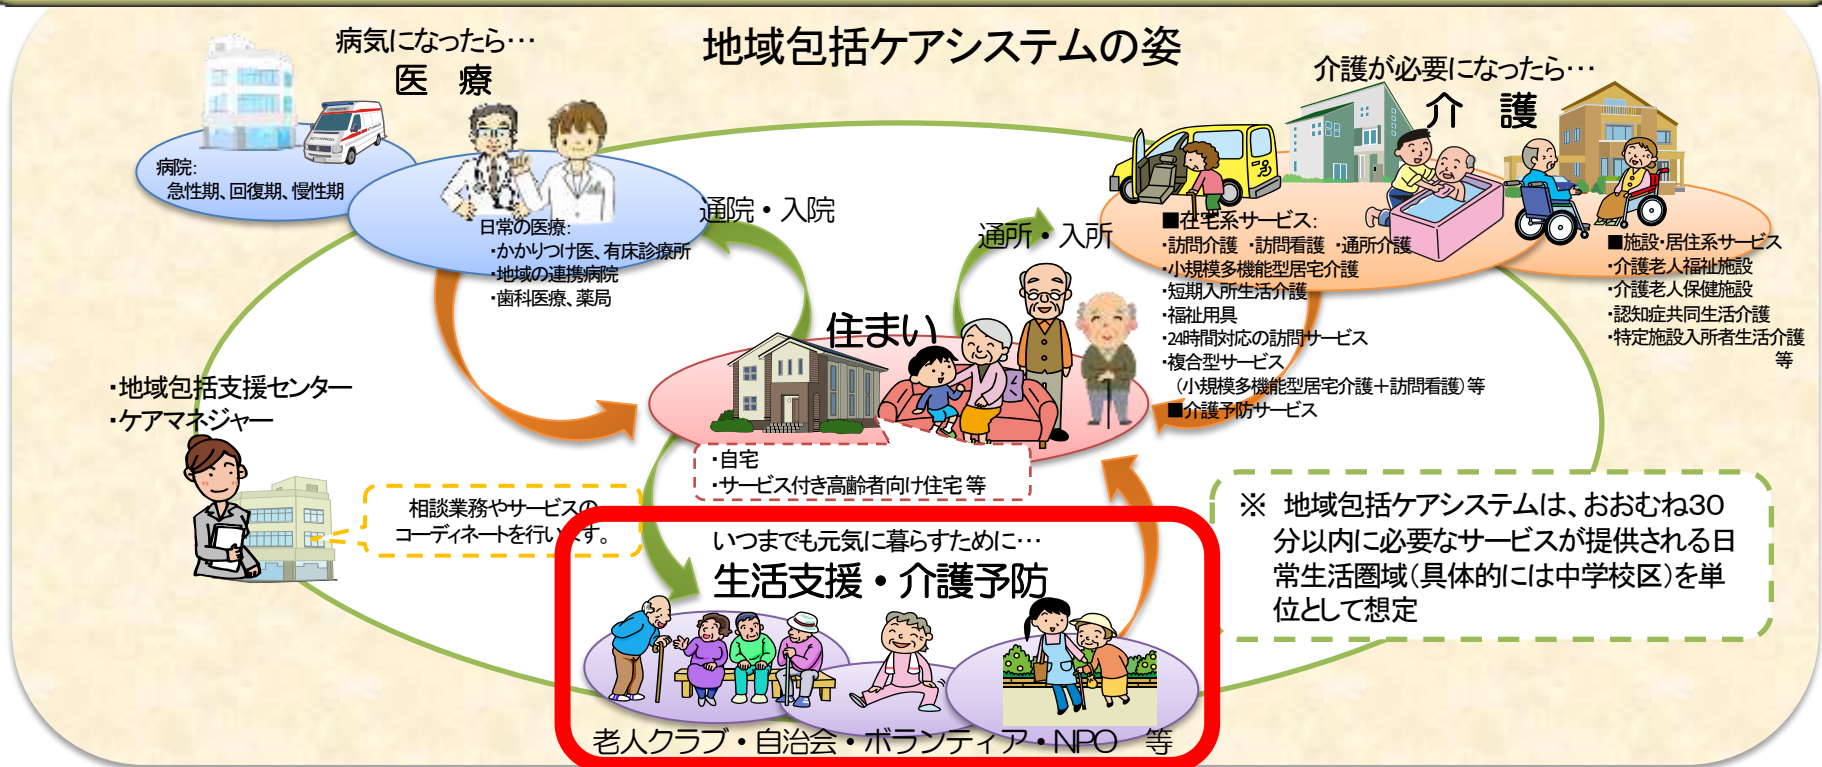 地域包括ケアシステムの姿
病気になったら…
医 療
病院:
急性期、回復期、慢性期
日常の医療:
・かかりつけ医、有床診療所
・地域の連携病院
・歯科医療、薬局
通院・入院
通所・入所
介護が必要になったら…
介 護
■在宅系サービス:
・訪問介護 ・訪問看護 ・通所介護
・小規模多機能型居宅介護
・短期入所生活介護
・福祉用具
・24時間対応の訪問サービス
・複合型サービス
(小規模多機能型居宅介護+訪問看護)等
■介護予防サービス
■施設・居住系サービス
・介護老人福祉施設
・介護老人保健施設
・認知症共同生活介護
・特定施設入所者生活介護
等
住まい
・自宅
・サービス付き高齢者向け住宅 等
・地域包括支援センター
・ケアマネジャー
相談業務やサービスの
コーディネートを行います。
いつまでも元気に暮らすために…
生活支援・介護予防
老人クラブ・自治会・ボランティア・NPO 等
※ 地域包括ケアシステムは、おおむね30
分以内に必要なサービスが提供される日
常生活圏域(具体的には中学校区)を単
位として想定